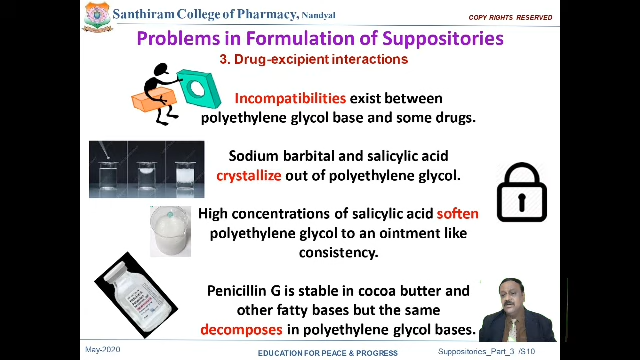 Santhiram College of Pharmacy, Nandyal
COPY RIGHTS RESERVED
Problems in Formulation of Suppositories
3. Drug-excipient interactions
Incompatibilities exist between
polyethylene glycol base and some drugs.
Sodium barbital and salicylic acid
crystallize out of polyethylene glycol.
High concentrations of salicylic acid soften
polyethylene glycol to an ointment like
consistency.
Penicillin G is stable in cocoa butter and
other fatty bases but the same
decomposes in polyethylene glycol bases.
May-2020
EDUCATION FOR PEACE & PROGRESS
Suppositories_Part_3 /S10